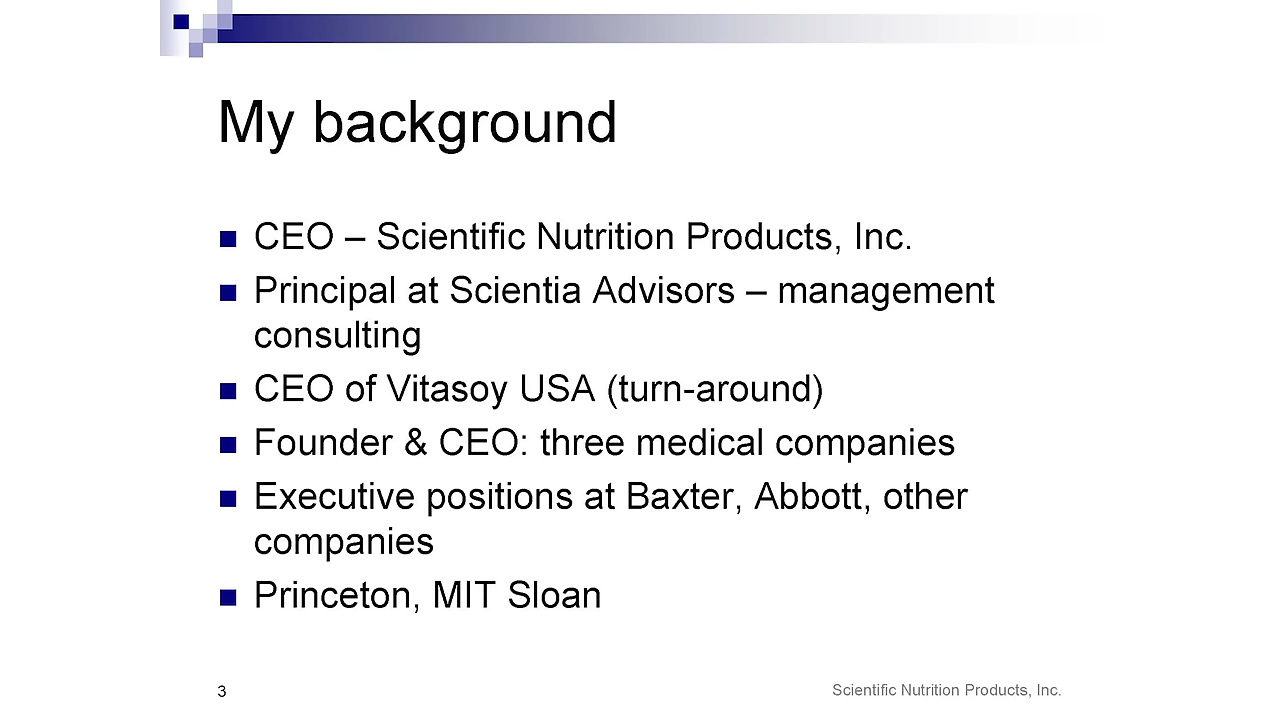 My background
CEO – Scientific Nutrition Products, Inc.
Principal at Scientia Advisors – management
consulting
CEO of Vitasoy USA (turn-around)
Founder & CEO: three medical companies
Executive positions at Baxter, Abbott, other
companies
Princeton, MIT Sloan
3
Scientific Nutrition Products, Inc.